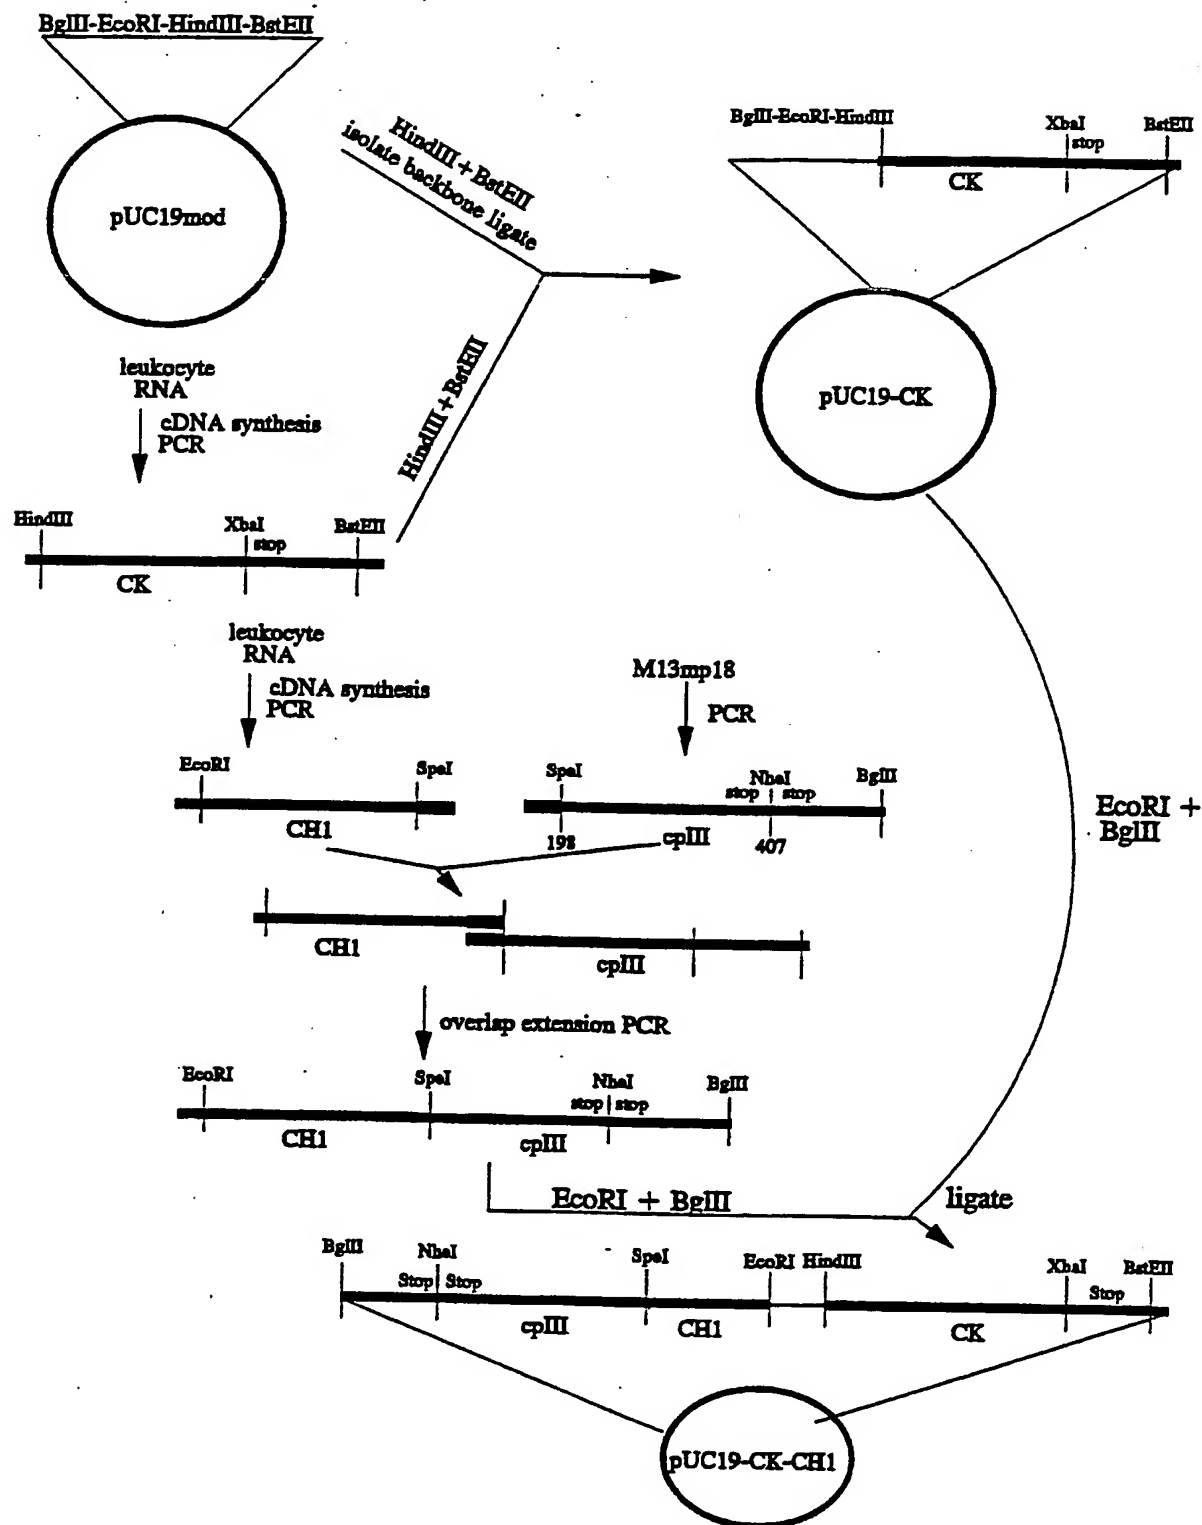 BglII-EcoRI-HindIII-BstEII
pUC19mod
HindIII+BstEII
isolate backbone ligate
BglII-EcoRI-HindIII
XbaI
stop
BstEII
CK
pUC19-CK
leukocyte
RNA
cDNA synthesis
PCR
HindIII+BstEII
HindIII
XbaI
stop
BstEII
CK
leukocyte
RNA
cDNA synthesis
PCR
M13mp18
PCR
EcoRI
SpeI
CH1
SpeI
NheI
stop
stop
BglII
198
cpIII
407
EcoRI +
BglII
CH1
cpIII
overlap extension PCR
EcoRI
SpeI
NheI
stop
stop
BglII
CH1
cpIII
EcoRI + BglII
ligate
BglII
NheI
Stop
Stop
SpeI
EcoRI
HindIII
XbaI
Stop
BstEII
cpIII
CH1
CK
pUC19-CK-CH1